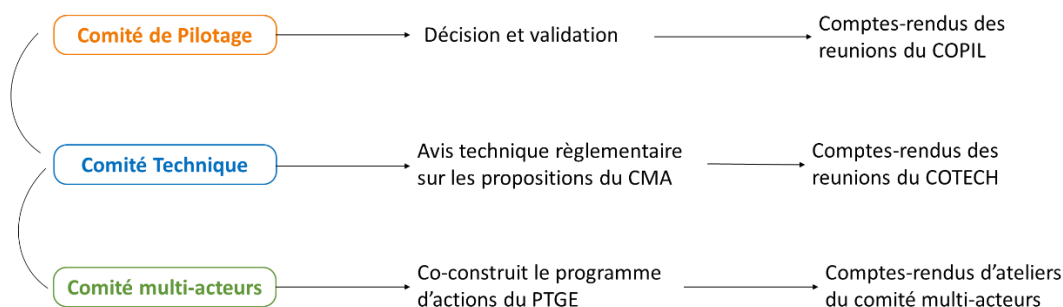 Comité de Pilotage
Décision et validation
Comptes-rendus des
reunions du COPIL
Comité Technique
Avis technique règlementaire
sur les propositions du CMA
Comptes-rendus des
reunions du COTECH
Comité multi-acteurs
Co-construit le programme
d'actions du PTGE
Comptes-rendus d'ateliers
du comité multi-acteurs